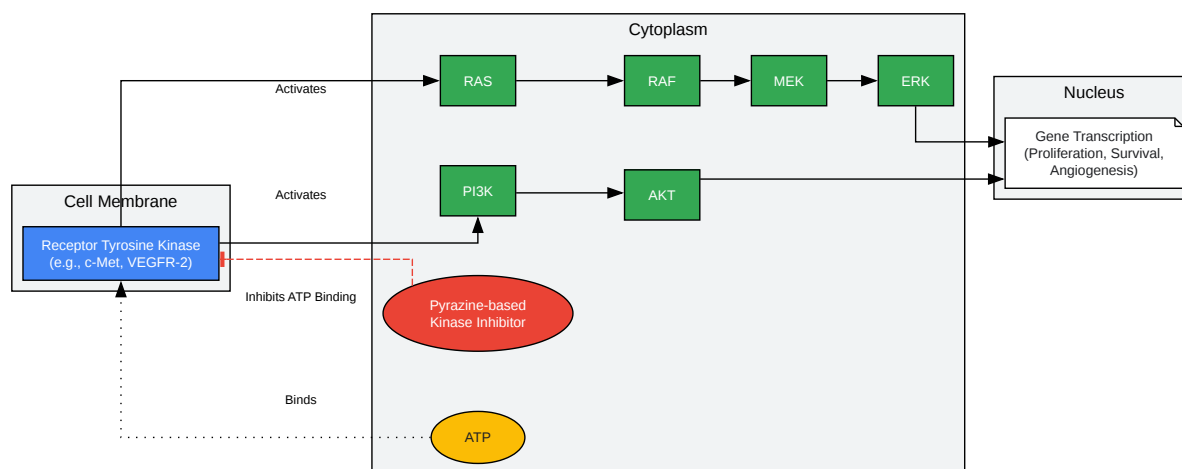 Cytoplasm
RAS
RAF
MEK
ERK
Activates
Nucleus
Gene Transcription
(Proliferation, Survival,
Angiogenesis)
PI3K
AKT
Activates
Cell Membrane
Receptor Tyrosine Kinase
(e.g., c-Met, VEGFR-2)
Inhibits ATP Binding
Pyrazine-based
Kinase Inhibitor
Binds
ATP